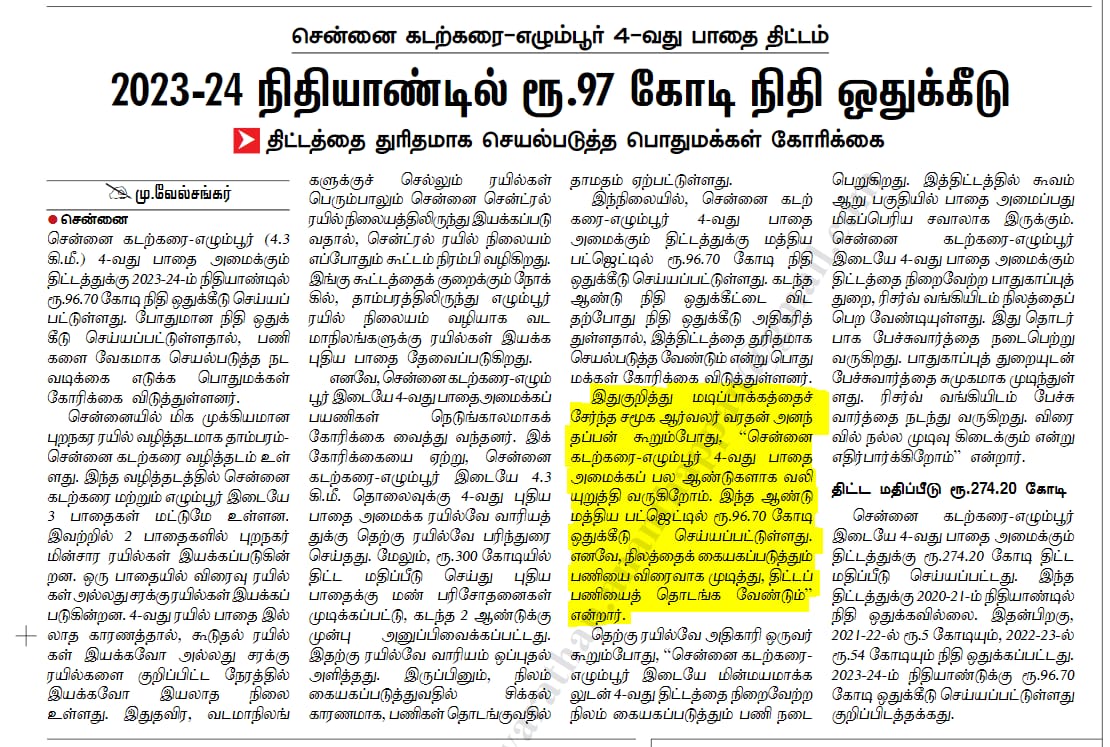 சென்னை கடற்கரை-எழும்பூர் 4-வது பாதை திட்டம்
2023-24 நிதியாண்டில் ரூ.97 கோடி நிதி ஒதுக்கீடு
திட்டத்தை துரிதமாக செயல்படுத்த பொதுமக்கள் கோரிக்கை
மு.வேல்சங்கர்
சென்னை
சென்னை கடற்கரை-எழும்பூர் (4.3
கி.மீ.) 4-வது பாதை அமைக்கும்
திட்டத்துக்கு 2023-24-ம் நிதியாண்டில்
ரூ.96.70 கோடி நிதி ஒதுக்கீடு செய்யப்
பட்டுள்ளது. போதுமான நிதி ஒதுக்
கீடு செய்யப்பட்டுள்ளதால், பணி
களை வேகமாக செயல்படுத்த நட
வடிக்கை எடுக்க பொதுமக்கள்
கோரிக்கை விடுத்துள்ளனர்.
சென்னையில் மிக முக்கியமான
புறநகர ரயில் வழித்தடமாக தாம்பரம்-
சென்னை கடற்கரை வழித்தடம் உள்
ளது. இந்த வழித்தடத்தில் சென்னை
கடற்கரை மற்றும் எழும்பூர் இடையே
3 பாதைகள் மட்டுமே உள்ளன.
இவற்றில் 2 பாதைகளில் புறநகர்
மின்சார ரயில்கள் இயக்கப்படுகின்
றன. ஒரு பாதையில் விரைவு ரயில்
கள் அல்லது சரக்கு ரயில்கள் இயக்கப்
படுகின்றன. 4-வது ரயில் பாதை இல்
லாத காரணத்தால், கூடுதல் ரயில்
கள் இயக்கவோ அல்லது சரக்கு
ரயில்களை குறிப்பிட்ட நேரத்தில்
இயக்கவோ இயலாத நிலை
உள்ளது. இதுதவிர, வடமாநிலங்
களுக்குச் செல்லும் ரயில்கள்
பெரும்பாலும் சென்னை சென்ட்ரல்
ரயில்நிலையத்திலிருந்து இயக்கப்படு
வதால், சென்ட்ரல் ரயில் நிலையம்
எப்போதும் கூட்டம் நிரம்பி வழிகிறது.
இங்கு கூட்டத்தைக் குறைக்கும் நோக்
கில், தாம்பரத்திலிருந்து எழும்பூர்
ரயில் நிலையம் வழியாக வட
மாநிலங்களுக்கு ரயில்கள் இயக்க
புதிய பாதை தேவைப்படுகிறது.
எனவே, சென்னை கடற்கரை-எழும்
பூர் இடையே 4-வது பாதை அமைக்கப்
பயணிகள் நெடுங்காலமாகக்
கோரிக்கை வைத்து வந்தனர். இக்
கோரிக்கையை ஏற்று, சென்னை
கடற்கரை-எழும்பூர் இடையே 4.3
கி.மீ. தொலைவுக்கு 4-வது புதிய
பாதை அமைக்க ரயில்வே வாரியத்
துக்கு தெற்கு ரயில்வே பரிந்துரை
செய்தது. மேலும், ரூ.300 கோடியில்
திட்ட மதிப்பீடு செய்து புதிய
பாதைக்கு மண் பரிசோதனைகள்
முடிக்கப்பட்டு, கடந்த 2 ஆண்டுக்கு
முன்பு அனுப்பிவைக்கப்பட்டது.
இதற்கு ரயில்வே வாரியம் ஒப்புதல்
அளித்தது. இருப்பினும், நிலம்
கையகப்படுத்துவதில் சிக்கல்
காரணமாக, பணிகள் தொடங்குவதில்
தாமதம் ஏற்பட்டுள்ளது.
இந்நிலையில், சென்னை கடற்
கரை-எழும்பூர் 4-வது பாதை
அமைக்கும் திட்டத்துக்கு மத்திய
பட்ஜெட்டில் ரூ.96.70 கோடி நிதி
ஒதுக்கீடு செய்யப்பட்டுள்ளது. கடந்த
ஆண்டு நிதி ஒதுக்கீட்டை விட
தற்போது நிதி ஒதுக்கீடு அதிகரித்
துள்ளதால், இத்திட்டத்தை துரிதமாக
செயல்படுத்த வேண்டும் என்று பொது
மக்கள் கோரிக்கை விடுத்துள்ளனர்.
இதுகுறித்து மடிப்பாக்கத்தைச்
சேர்ந்த சமூக ஆர்வலர் வரதன் அனந்
தப்பன் கூறும்போது, “சென்னை
கடற்கரை-எழும்பூர் 4-வது பாதை
அமைக்கப் பல ஆண்டுகளாக வலி
யுறுத்தி வருகிறோம். இந்த ஆண்டு
மத்திய பட்ஜெட்டில் ரூ.96.70 கோடி
ஒதுக்கீடு செய்யப்பட்டுள்ளது.
எனவே, நிலத்தைக் கையகப்படுத்தும்
பணியை விரைவாக முடித்து, திட்டப்
பணியைத் தொடங்க வேண்டும்”
என்றார்.
தெற்கு ரயில்வே அதிகாரி ஒருவர்
கூறும்போது, “சென்னை கடற்கரை-
எழும்பூர் இடையே மின்மயமாக்க
லுடன் 4-வது திட்டத்தை நிறைவேற்ற
நிலம் கையகப்படுத்தும் பணி நடை
பெறுகிறது. இத்திட்டத்தில் கூவம்
ஆறு பகுதியில் பாதை அமைப்பது
மிகப்பெரிய சவாலாக இருக்கும்.
சென்னை கடற்கரை-எழும்பூர்
இடையே 4-வது பாதை அமைக்கும்
திட்டத்தை நிறைவேற்ற பாதுகாப்புத்
துறை, ரிசர்வ் வங்கியிடம் நிலத்தைப்
பெற வேண்டியுள்ளது. இது தொடர்
பாக பேச்சுவார்த்தை நடைபெற்று
வருகிறது. பாதுகாப்புத் துறையுடன்
பேச்சுவார்த்தை சுமுகமாக முடிந்துள்
ளது. ரிசர்வ் வங்கியிடம் பேச்சு
வார்த்தை நடந்து வருகிறது. விரை
வில் நல்ல முடிவு கிடைக்கும் என்று
எதிர்பார்க்கிறோம்” என்றார்.
திட்ட மதிப்பீடு ரூ.274.20 கோடி
சென்னை கடற்கரை-எழும்பூர்
இடையே 4-வது பாதை அமைக்கும்
திட்டத்துக்கு ரூ.274.20 கோடி திட்ட
மதிப்பீடு செய்யப்பட்டது. இந்த
திட்டத்துக்கு 2020-21-ம் நிதியாண்டில்
நிதி ஒதுக்கவில்லை. இதன்பிறகு,
2021-22-ல் ரூ.5 கோடியும், 2022-23-ல்
ரூ.54 கோடியும் நிதி ஒதுக்கப்பட்டது.
2023-24-ம் நிதியாண்டுக்கு ரூ.96.70
கோடி ஒதுக்கீடு செய்யப்பட்டுள்ளது
குறிப்பிடத்தக்கது.